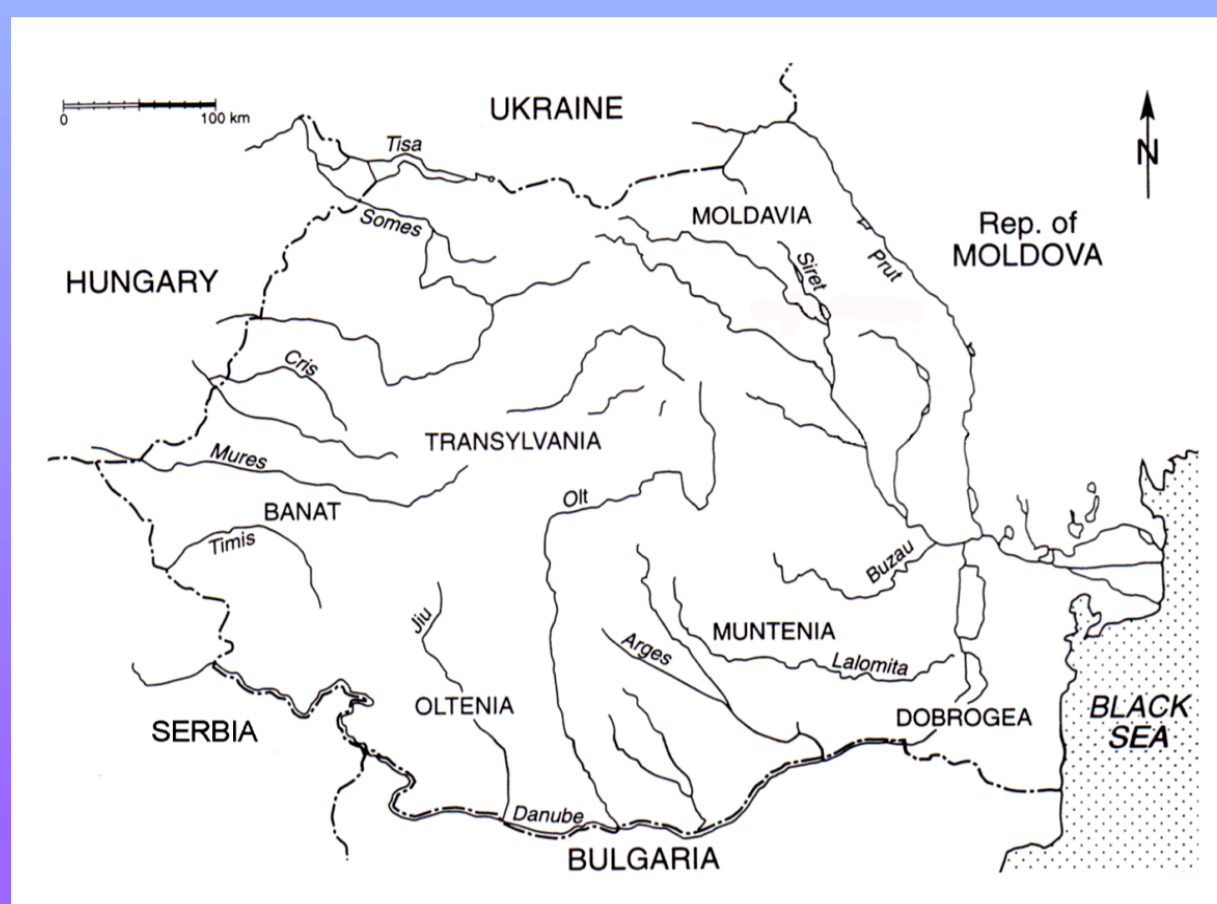 UKRAINE
0
100 km
Tisa
N
Somes
MOLDAVIA
Rep. of
MOLDOVA
Siret
Prut
HUNGARY
Cris
TRANSYLVANIA
Mures
Olt
BANAT
Timis
Buzau
Jiu
MUNTENIA
Arges
Lalomita
OLTENIA
DOBROGEA
BLACK
SEA
SERBIA
Danube
BULGARIA